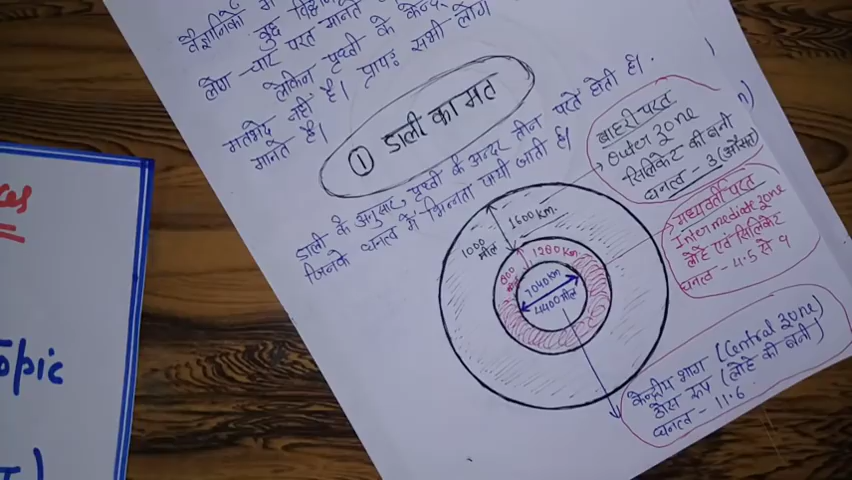 वैज्ञानिकों
कुछ
लोग चार परत मानते
लेकिन पृथ्वी के केन्द्र
मतभेद नहीं है। प्रायः सभी लोग
मानते हैं।
① डाली का मत
डाली के अनुसार, पृथ्वी के अन्दर तीन परतें होती हैं।
जिनके घनत्व में भिन्नता पायी जाती है।
बाहरी परत
Outer zone
सिलिकेट की बनी
घनत्व - 3 (औसत)
मध्यवर्ती परत
Intermediate zone
लोहे एवं सिलिकेट
घनत्व - 4.5 से 9
1600 km.
1000
मील
1280 Km
800
7040 km
4400 मील
केन्द्रीय भाग (Central zone)
ठोस रूप (लोहे की बनी)
घनत्व - 11.6
opic